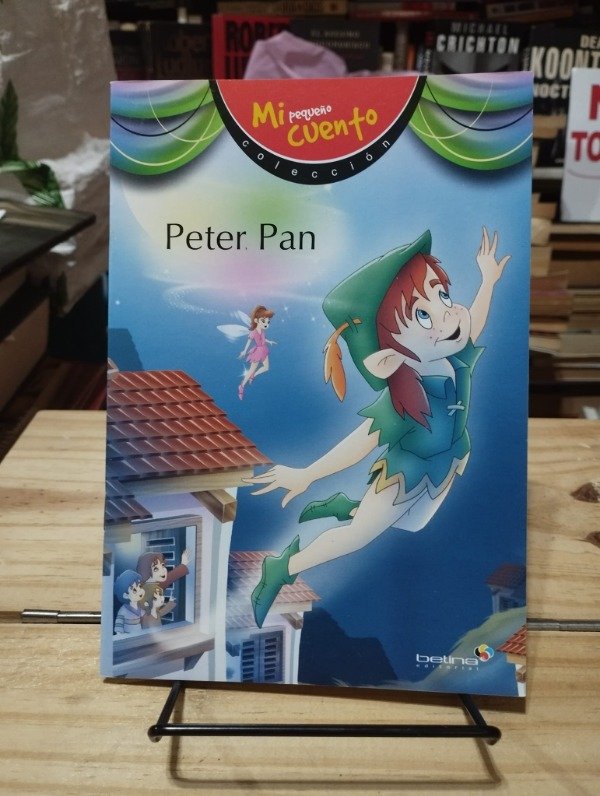 MICHAEL
CRICHTON
KOONT
Mi pequeño
cuento
colección
Peter Pan
betina
editorial